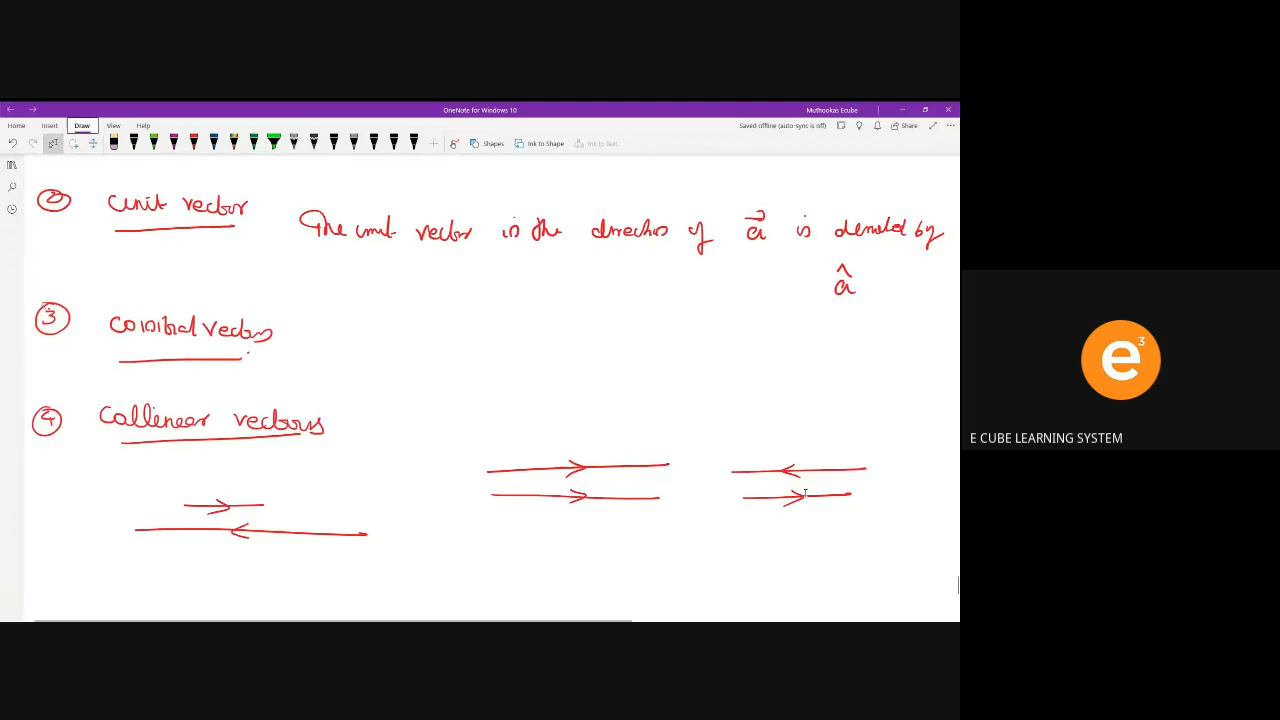 OneNote for Windows 10
Muthookas Ecube
Home Insert Draw View Help
Saved offline (auto-sync is off)
Share
Shapes
Ink to Shape
Ink to Text
② unit vector
The unit vector in the direction of a⃗ is denoted by
â
③ coinitial vectors
④ collinear vectors
e³
E CUBE LEARNING SYSTEM